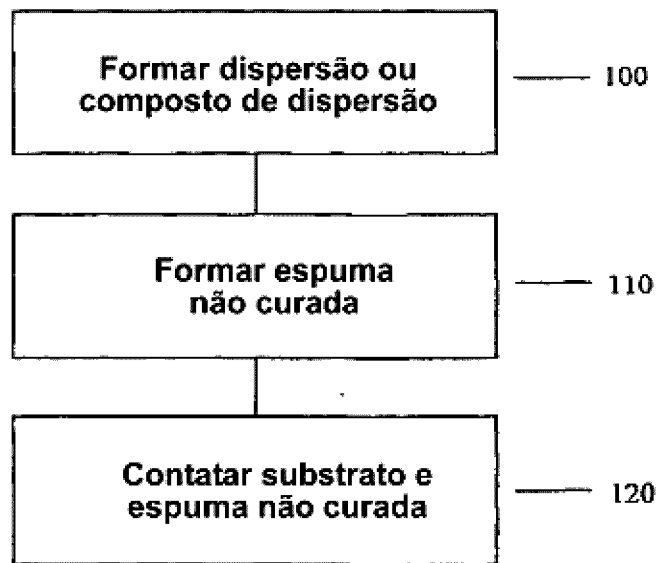 Formar dispersão ou
composto de dispersão
100
Formar espuma
não curada
110
Contatar substrato e
espuma não curada
120